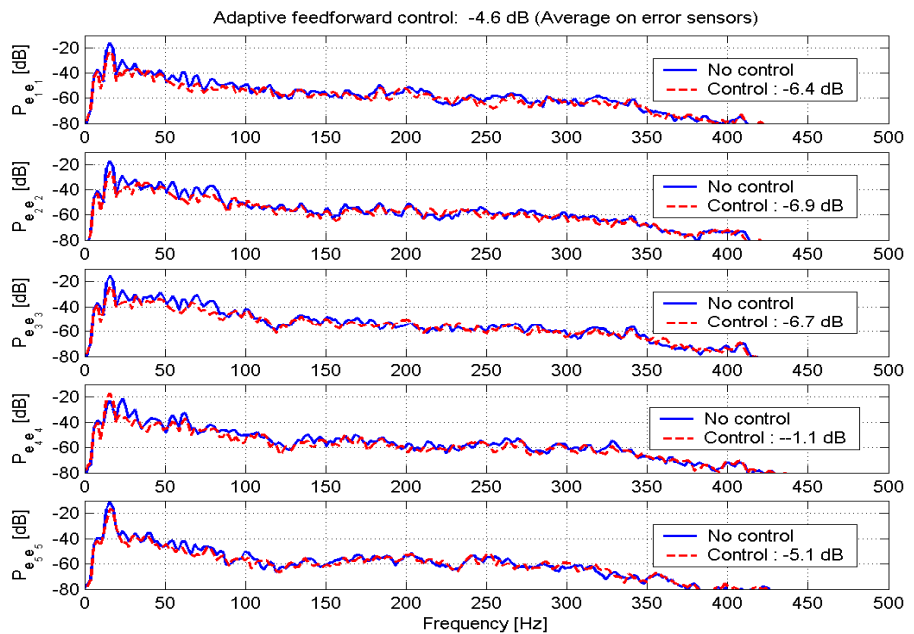 Adaptive feedforward control: -4.6 dB (Average on error sensors)
P e1e1 [dB]
-20
-40
-60
-80
No control
Control : -6.4 dB
0 50 100 150 200 250 300 350 400 450 500
P e2e2 [dB]
-20
-40
-60
-80
No control
Control : -6.9 dB
0 50 100 150 200 250 300 350 400 450 500
P e3e3 [dB]
-20
-40
-60
-80
No control
Control : -6.7 dB
0 50 100 150 200 250 300 350 400 450 500
P e4e4 [dB]
-20
-40
-60
-80
No control
Control : --1.1 dB
0 50 100 150 200 250 300 350 400 450 500
P e5e5 [dB]
-20
-40
-60
-80
No control
Control : -5.1 dB
0 50 100 150 200 250 300 350 400 450 500
Frequency [Hz]